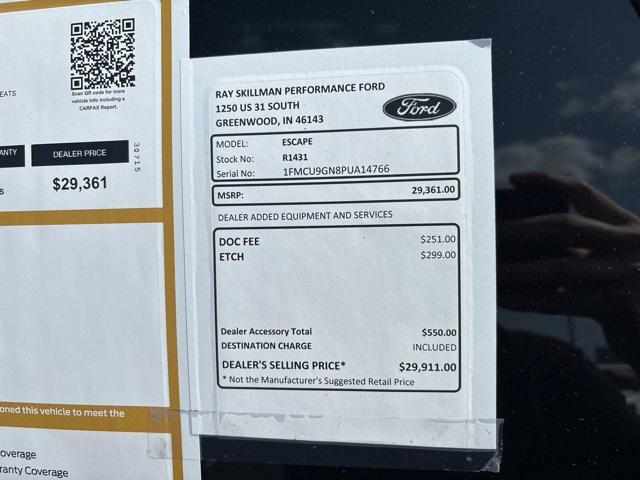 Scan QR code for more
vehicle info including a
CARFAX Report.
EATS
ANTY
DEALER PRICE
$29,361
30715
S
oned this vehicle to meet the
overage
ranty Coverage
RAY SKILLMAN PERFORMANCE FORD
1250 US 31 SOUTH
GREENWOOD, IN 46143
Ford
MODEL: ESCAPE
Stock No: R1431
Serial No: 1FMCU9GN8PUA14766
MSRP: 29,361.00
DEALER ADDED EQUIPMENT AND SERVICES
DOC FEE $251.00
ETCH $299.00
Dealer Accessory Total $550.00
DESTINATION CHARGE INCLUDED
DEALER'S SELLING PRICE* $29,911.00
* Not the Manufacturer's Suggested Retail Price